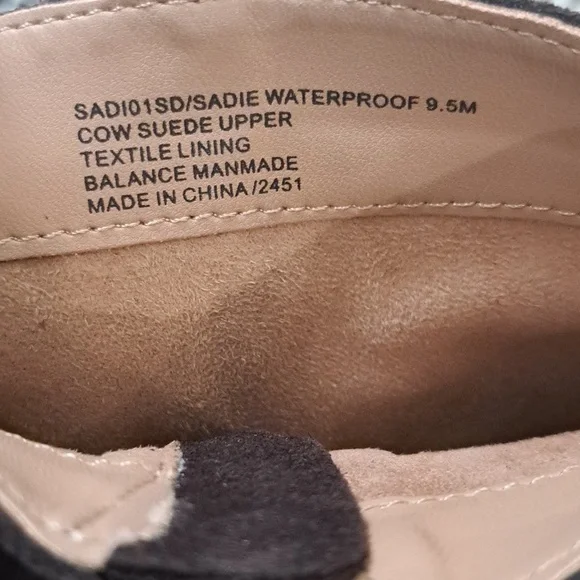 SADI01SD/SADIE WATERPROOF 9.5M
COW SUEDE UPPER
TEXTILE LINING
BALANCE MANMADE
MADE IN CHINA/2451